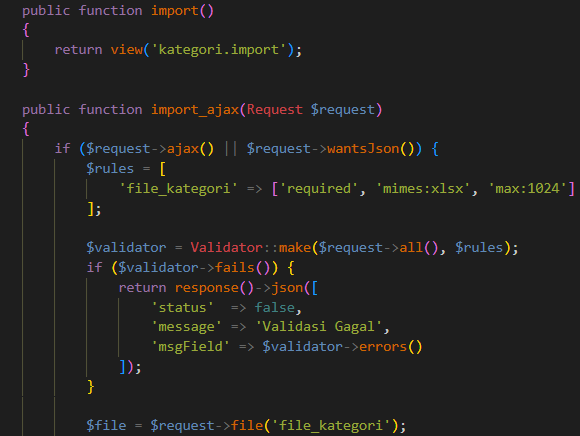 public function import()
{
    return view('kategori.import');
}

public function import_ajax(Request $request)
{
    if ($request->ajax() || $request->wantsJson()) {
        $rules = [
            'file_kategori' => ['required', 'mimes:xlsx', 'max:1024']
        ];

        $validator = Validator::make($request->all(), $rules);
        if ($validator->fails()) {
            return response()->json([
                'status'  => false,
                'message' => 'Validasi Gagal',
                'msgField' => $validator->errors()
            ]);
        }

        $file = $request->file('file_kategori');